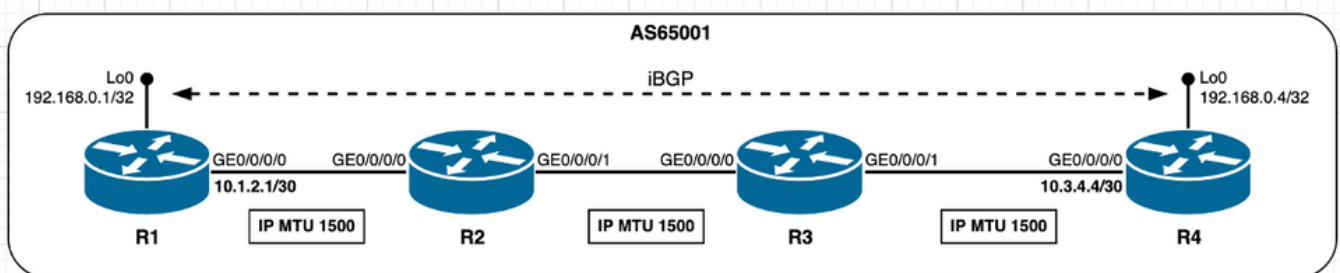 AS65001
Lo0
192.168.0.1/32
iBGP
Lo0
192.168.0.4/32
GE0/0/0/0
GE0/0/0/0
GE0/0/0/1
GE0/0/0/0
GE0/0/0/1
GE0/0/0/0
10.1.2.1/30
10.3.4.4/30
IP MTU 1500
IP MTU 1500
IP MTU 1500
R1
R2
R3
R4